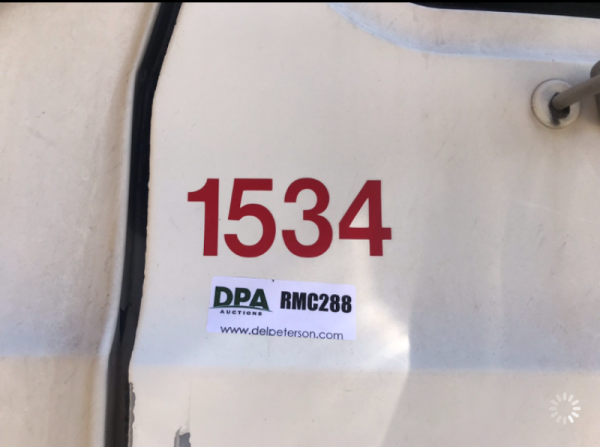 1534
DPA RMC288
AUCTIONS
www.delpeterson.com